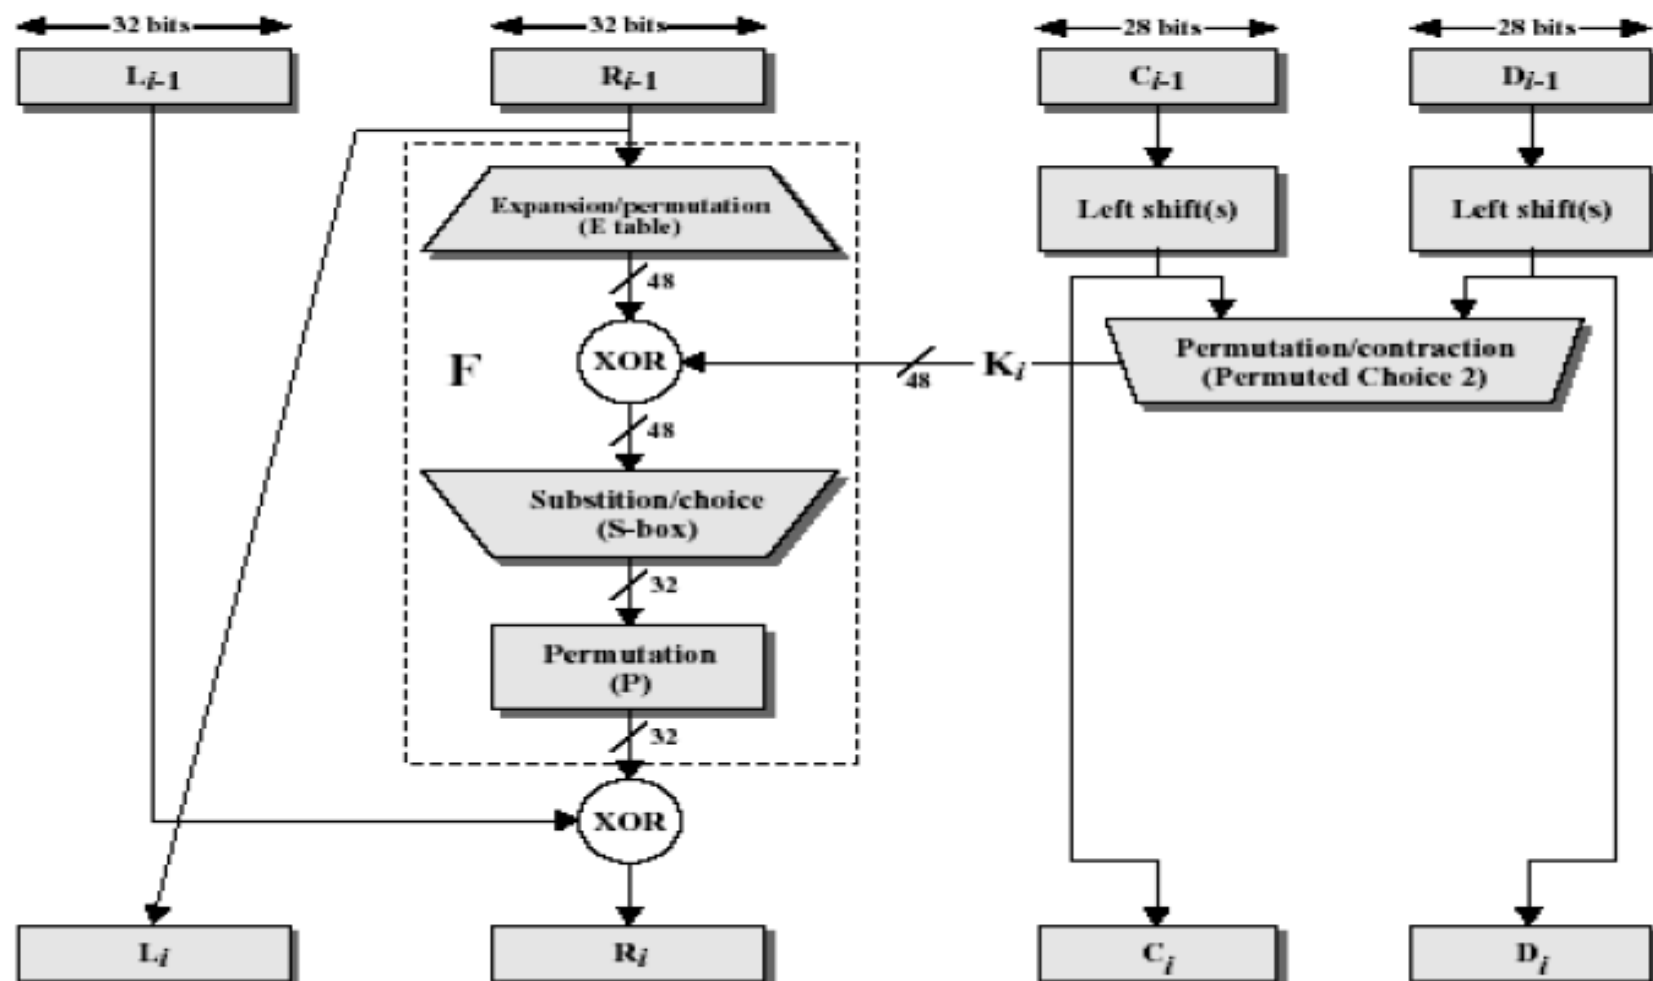 32 bits
32 bits
28 bits
28 bits
Li-1
Ri-1
Ci-1
Di-1
Expansion/permutation
(E table)
Left shift(s)
Left shift(s)
48
F
XOR
48
Ki
Permutation/contraction
(Permuted Choice 2)
48
Substition/choice
(S-box)
32
Permutation
(P)
32
XOR
Li
Ri
Ci
Di